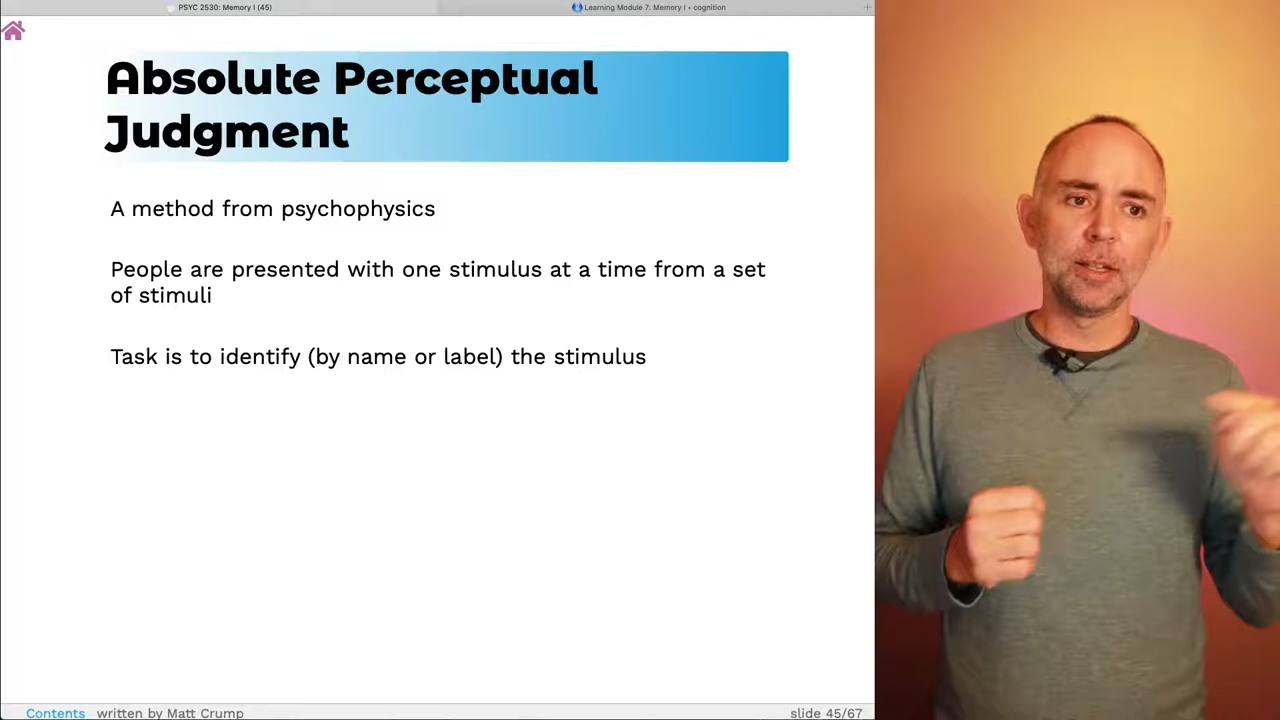 PSYC 2530: Memory I (45)
Learning Module 7: Memory I • cognition
Absolute Perceptual
Judgment
A method from psychophysics
People are presented with one stimulus at a time from a set
of stimuli
Task is to identify (by name or label) the stimulus
Contents written by Matt Crump
slide 45/67